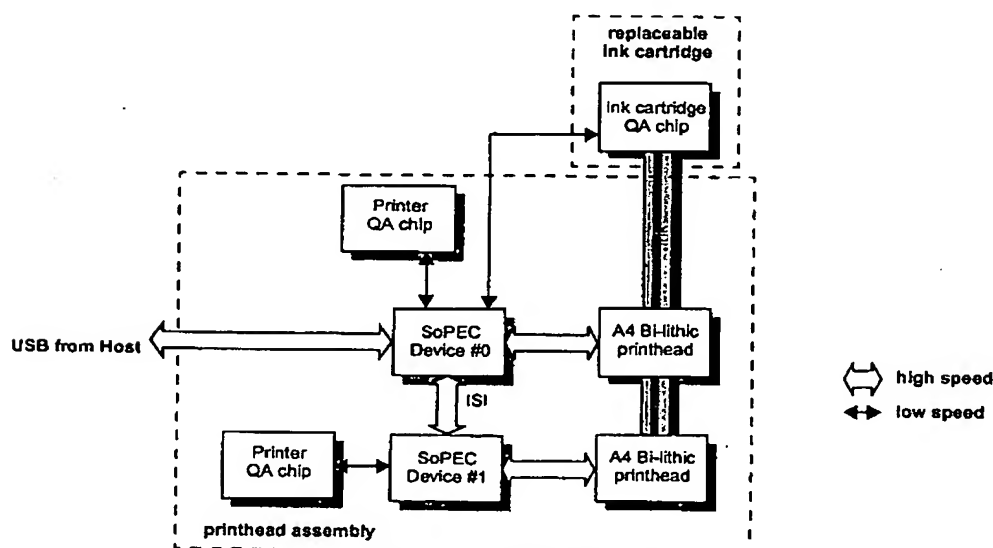 replaceable
ink cartridge
Ink cartridge
QA chip
Printer
QA chip
USB from Host
SoPEC
Device #0
A4 Bi-lithic
printhead
high speed
low speed
ISI
Printer
QA chip
SoPEC
Device #1
A4 Bi-lithic
printhead
printhead assembly